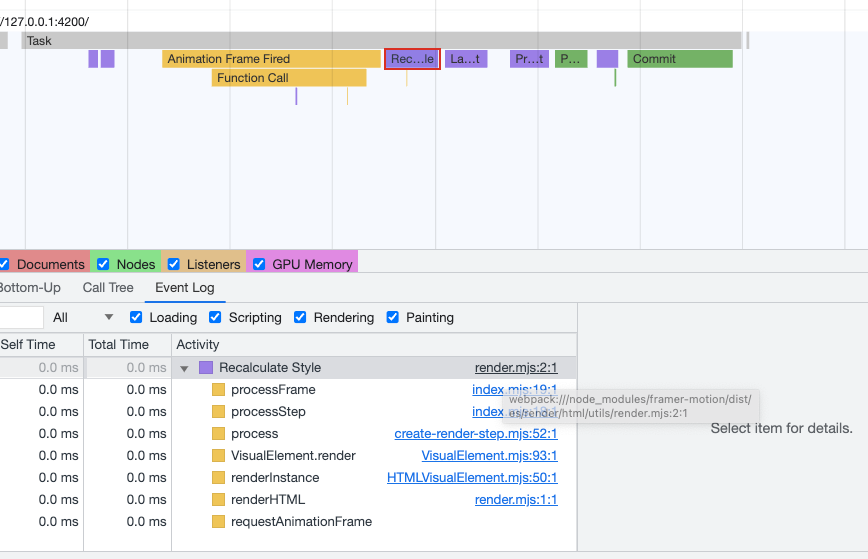 /127.0.0.1:4200/
Task
Animation Frame Fired Rec...le La...t Pr...t P... Commit
Function Call
Documents Nodes Listeners GPU Memory
Bottom-Up Call Tree Event Log
All Loading Scripting Rendering Painting
Self Time Total Time Activity
0.0 ms 0.0 ms Recalculate Style render.mjs:2:1
0.0 ms 0.0 ms processFrame index.mjs:19:1
webpack:///node_modules/framer-motion/dist/
0.0 ms 0.0 ms processStep index
es/render/html/utils/render.mjs:2:1
Select item for details.
0.0 ms 0.0 ms process create-render-step.mjs:52:1
0.0 ms 0.0 ms VisualElement.render VisualElement.mjs:93:1
0.0 ms 0.0 ms renderInstance HTMLVisualElement.mjs:50:1
0.0 ms 0.0 ms renderHTML render.mjs:1:1
0.0 ms 0.0 ms requestAnimationFrame